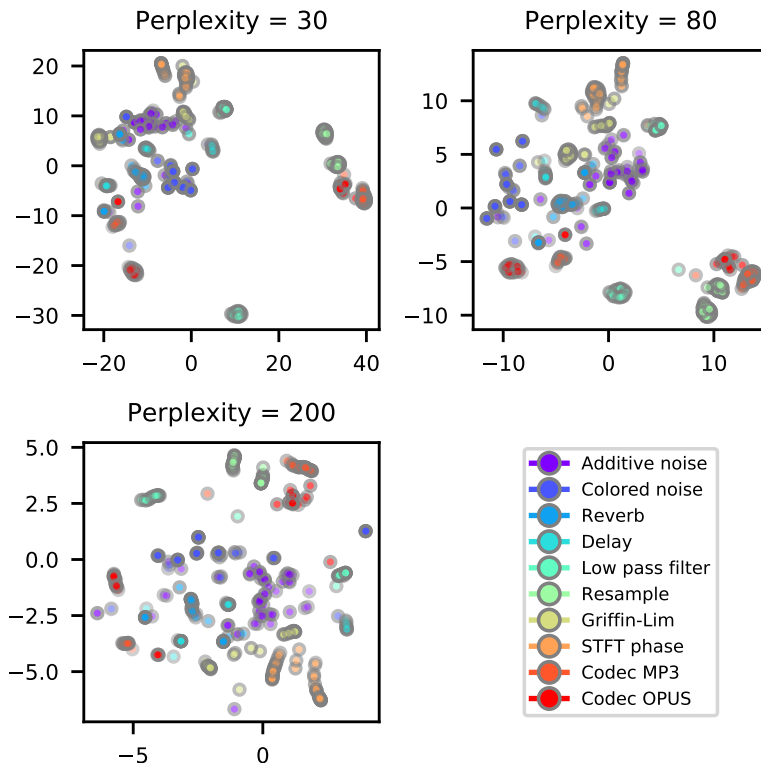 Perplexity = 30
20
10
0
−10
−20
−30
−20
0
20
40
Perplexity = 80
10
5
0
−5
−10
−10
0
10
Perplexity = 200
5.0
2.5
0.0
−2.5
−5.0
−5
0
Additive noise
Colored noise
Reverb
Delay
Low pass filter
Resample
Griffin-Lim
STFT phase
Codec MP3
Codec OPUS